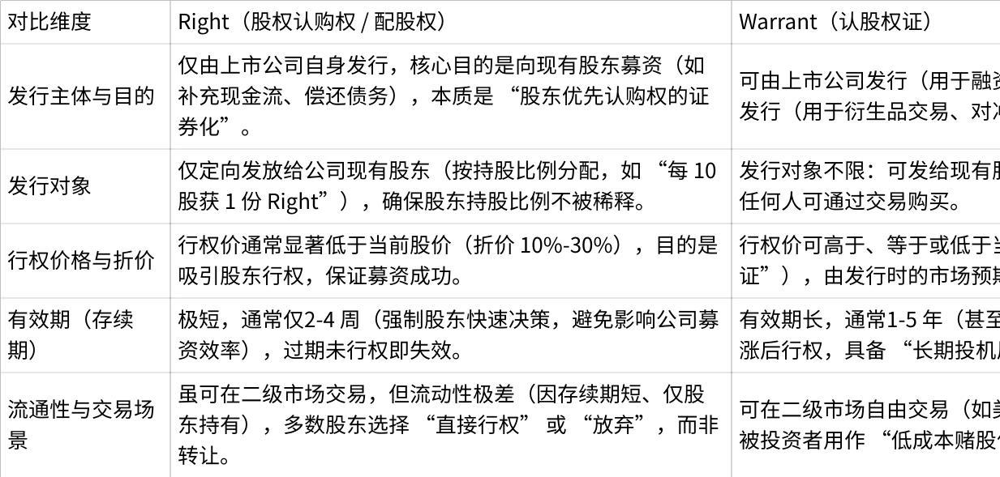 对比维度
Right（股权认购权 / 配股权）
Warrant（认股权证）
发行主体与目的
仅由上市公司自身发行，核心目的是向现有股东募资（如
补充现金流、偿还债务），本质是 “股东优先认购权的证
券化”。
可由上市公司发行（用于融
发行（用于衍生品交易、对
发行对象
仅定向发放给公司现有股东（按持股比例分配，如 “每 10
股获 1 份 Right”），确保股东持股比例不被稀释。
发行对象不限：可发给现有
任何人可通过交易购买。
行权价格与折价
行权价通常显著低于当前股价（折价 10%-30%），目的是
吸引股东行权，保证募资成功。
行权价可高于、等于或低于
证”），由发行时的市场预
有效期（存续
期）
极短，通常仅2-4 周（强制股东快速决策，避免影响公司募
资效率），过期未行权即失效。
有效期长，通常1-5 年（甚至
涨后行权，具备 “长期投机
流通性与交易场
景
虽可在二级市场交易，但流动性极差（因存续期短、仅股
东持有），多数股东选择 “直接行权” 或 “放弃”，而非
转让。
可在二级市场自由交易（如
被投资者用作 “低成本赌股